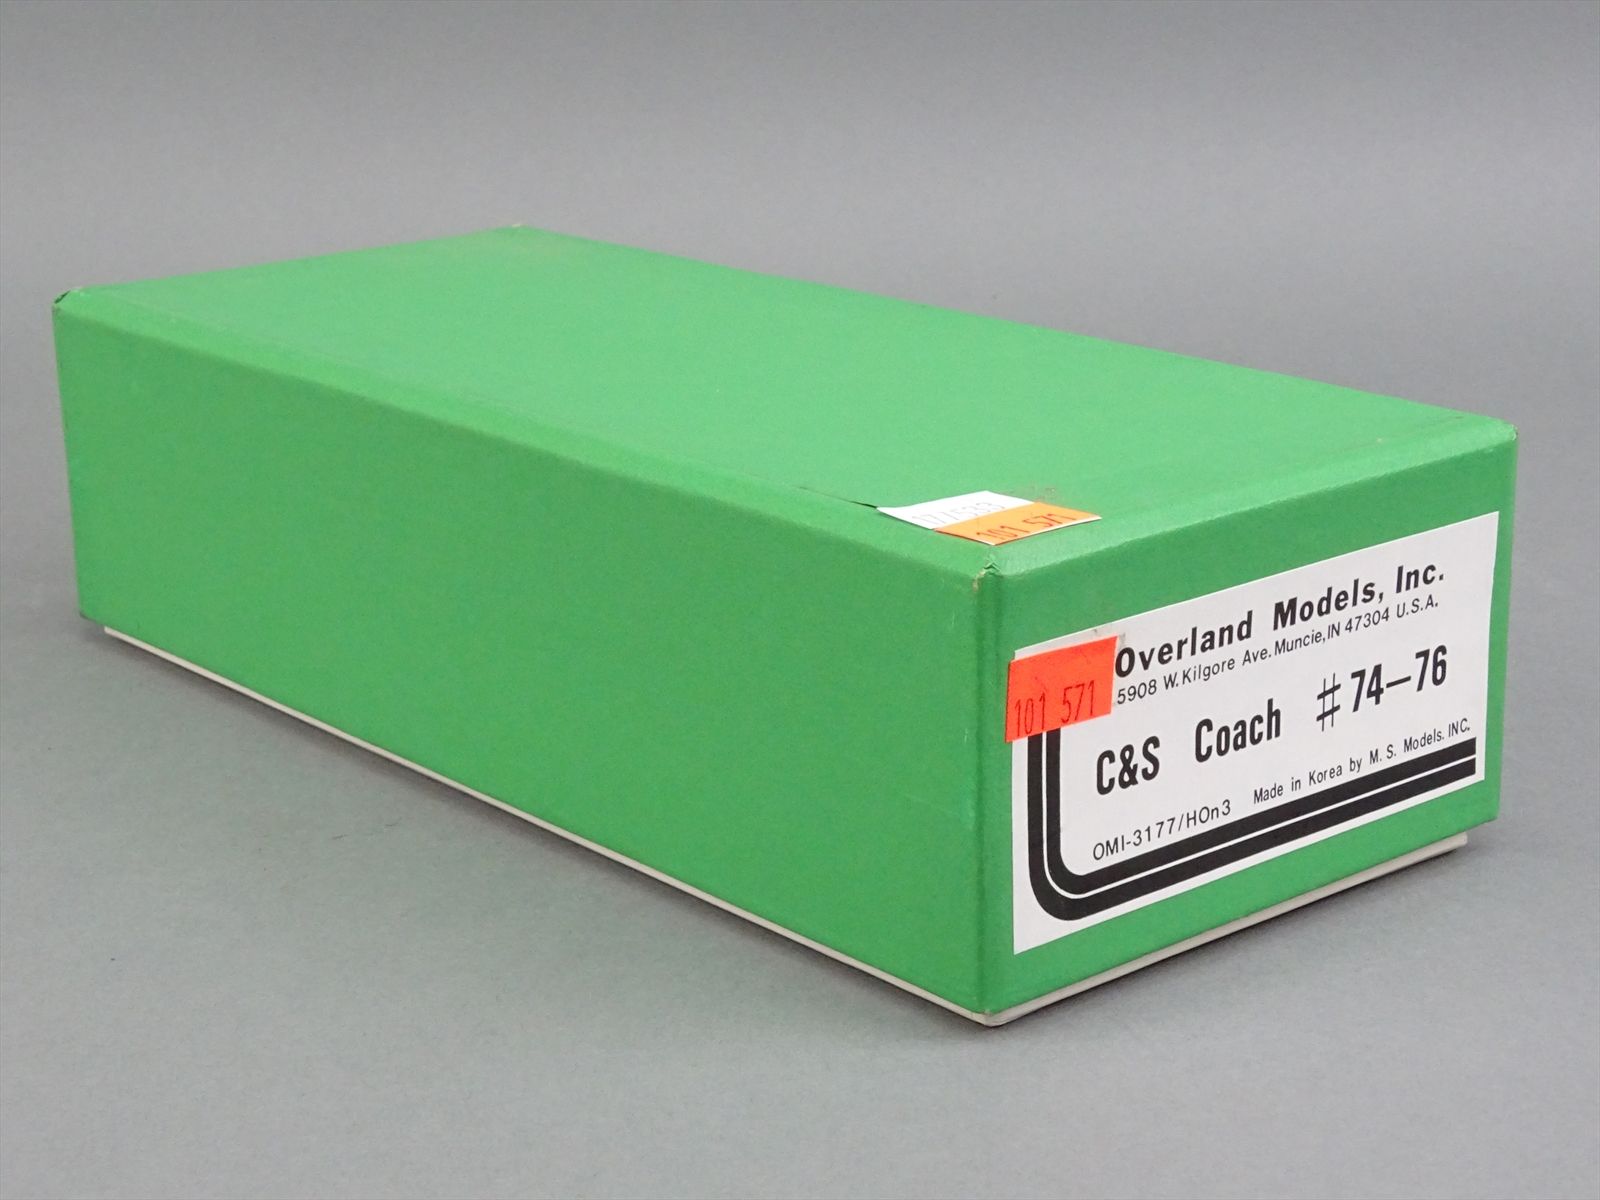 177533
101 571
Overland Models, Inc.
5908 W. Kilgore Ave. Muncie, IN 47304 U.S.A.
101 571
C&S Coach #74–76
OMI-3177/HOn3 Made in Korea by M. S. Models. INC.